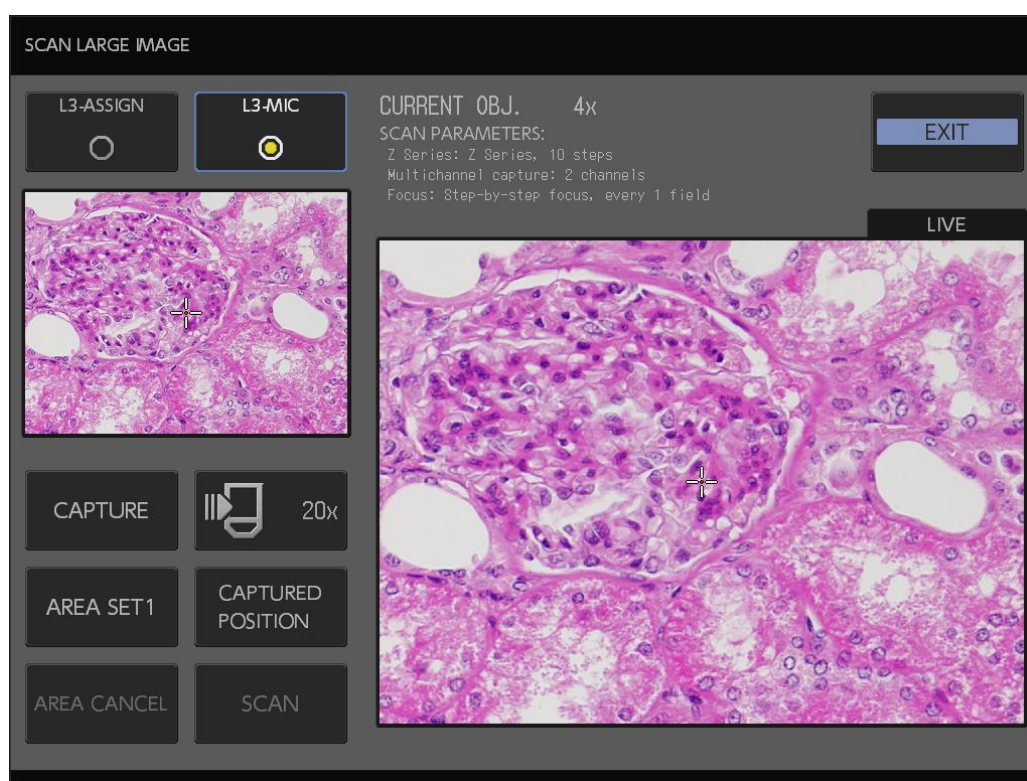 SCAN LARGE IMAGE
L3-ASSIGN
L3-MIC
CURRENT OBJ. 4x
SCAN PARAMETERS:
Z Series: Z Series, 10 steps
Multichannel capture: 2 channels
Focus: Step-by-step focus, every 1 field
EXIT
LIVE
CAPTURE
20x
AREA SET1
CAPTURED
POSITION
AREA CANCEL
SCAN